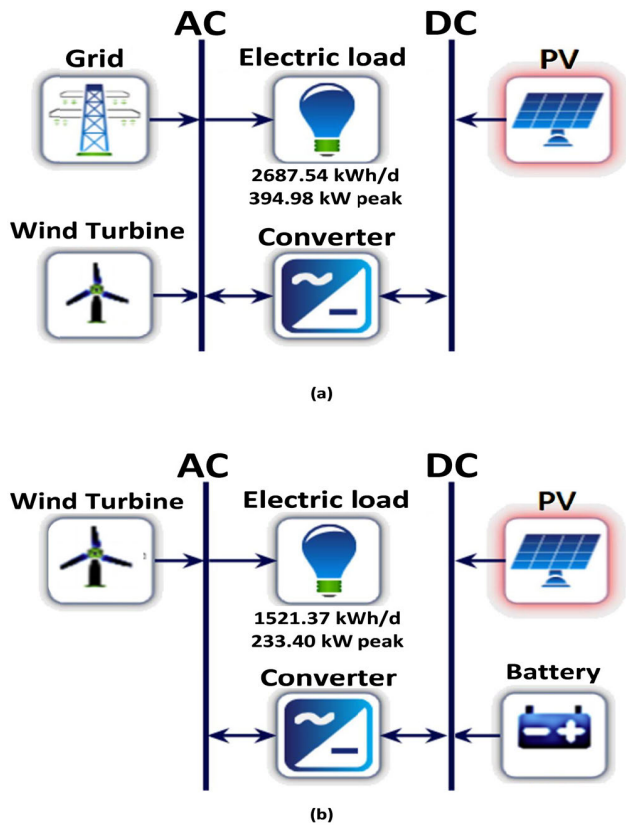 AC DC
Grid Electric load PV
2687.54 kWh/d
394.98 kW peak
Wind Turbine Converter
(a)
AC DC
Wind Turbine Electric load PV
1521.37 kWh/d
233.40 kW peak
Converter Battery
(b)